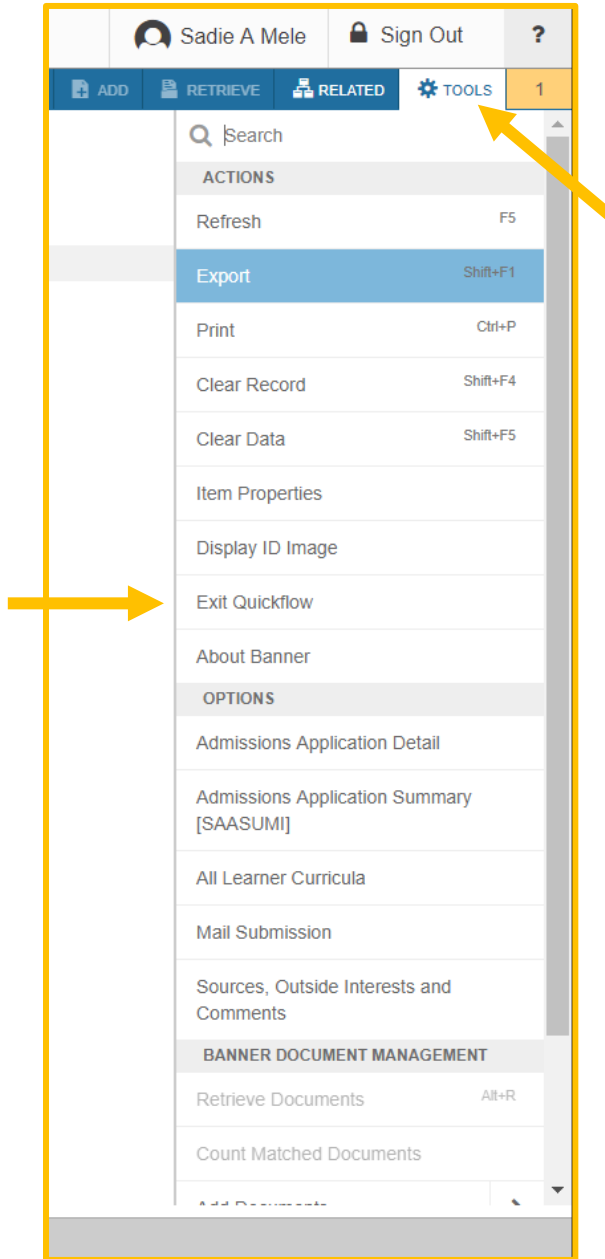 Sadie A Mele Sign Out ?
ADD RETRIEVE RELATED TOOLS 1
Search
ACTIONS
Refresh F5
Export Shift+F1
Print Ctrl+P
Clear Record Shift+F4
Clear Data Shift+F5
Item Properties
Display ID Image
Exit Quickflow
About Banner
OPTIONS
Admissions Application Detail
Admissions Application Summary
[SAASUMI]
All Learner Curricula
Mail Submission
Sources, Outside Interests and
Comments
BANNER DOCUMENT MANAGEMENT
Retrieve Documents Alt+R
Count Matched Documents
Add Documents